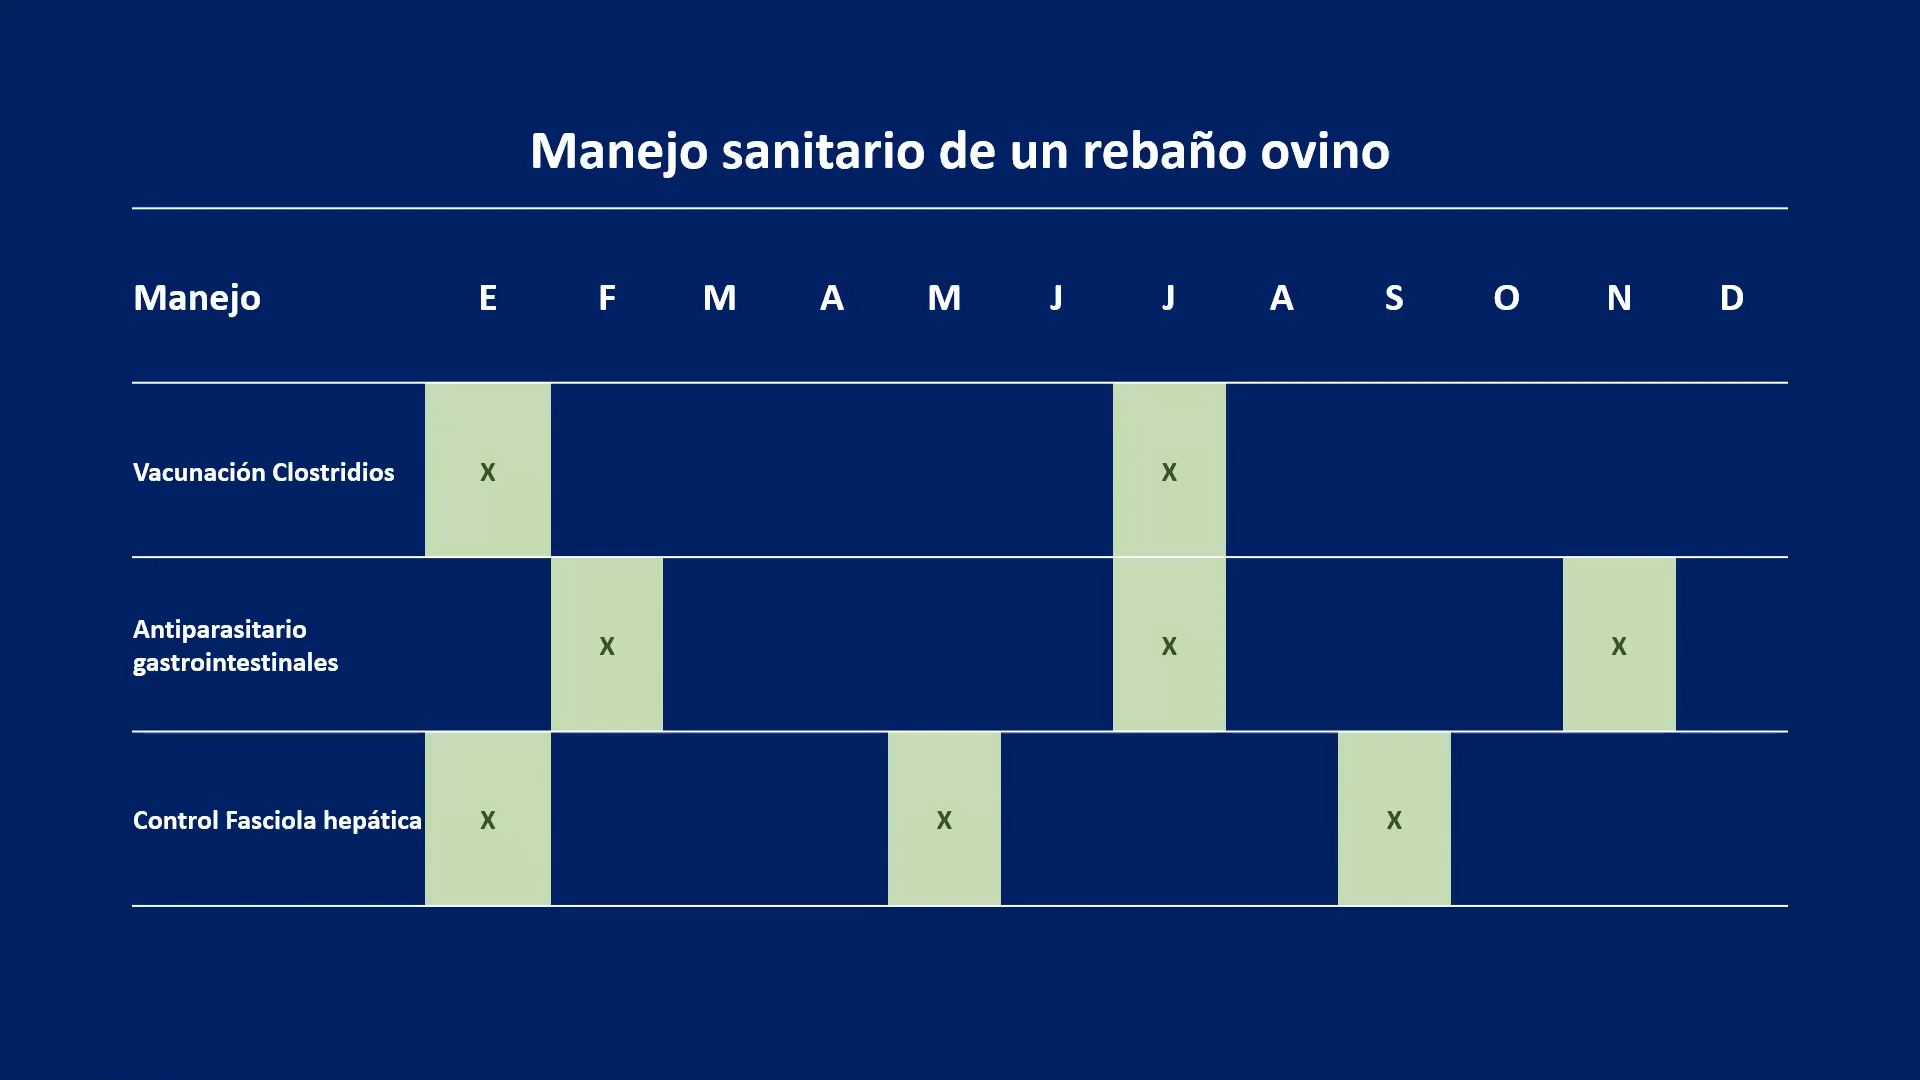 Manejo sanitario de un rebaño ovino
Manejo E F M A M J J A S O N D
Vacunación Clostridios X X
Antiparasitario
gastrointestinales X X X
Control Fasciola hepática X X X